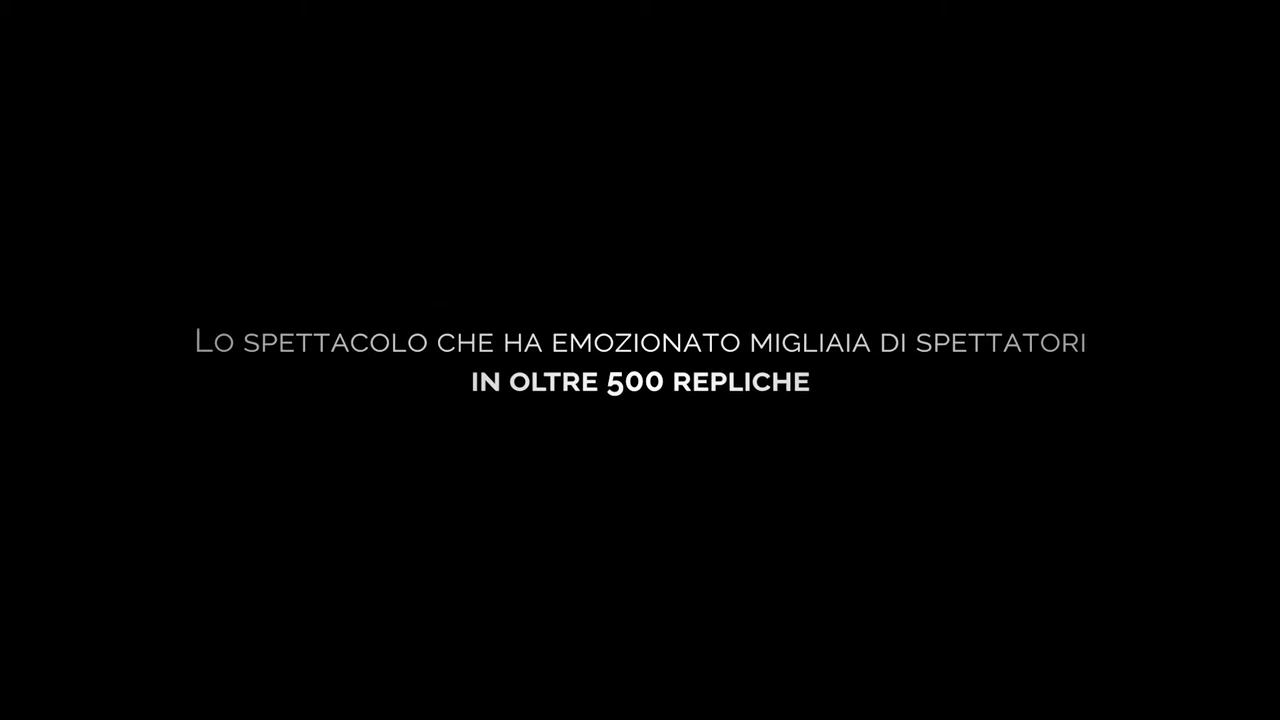 Lo spettacolo che ha emozionato migliaia di spettatori
in oltre 500 repliche